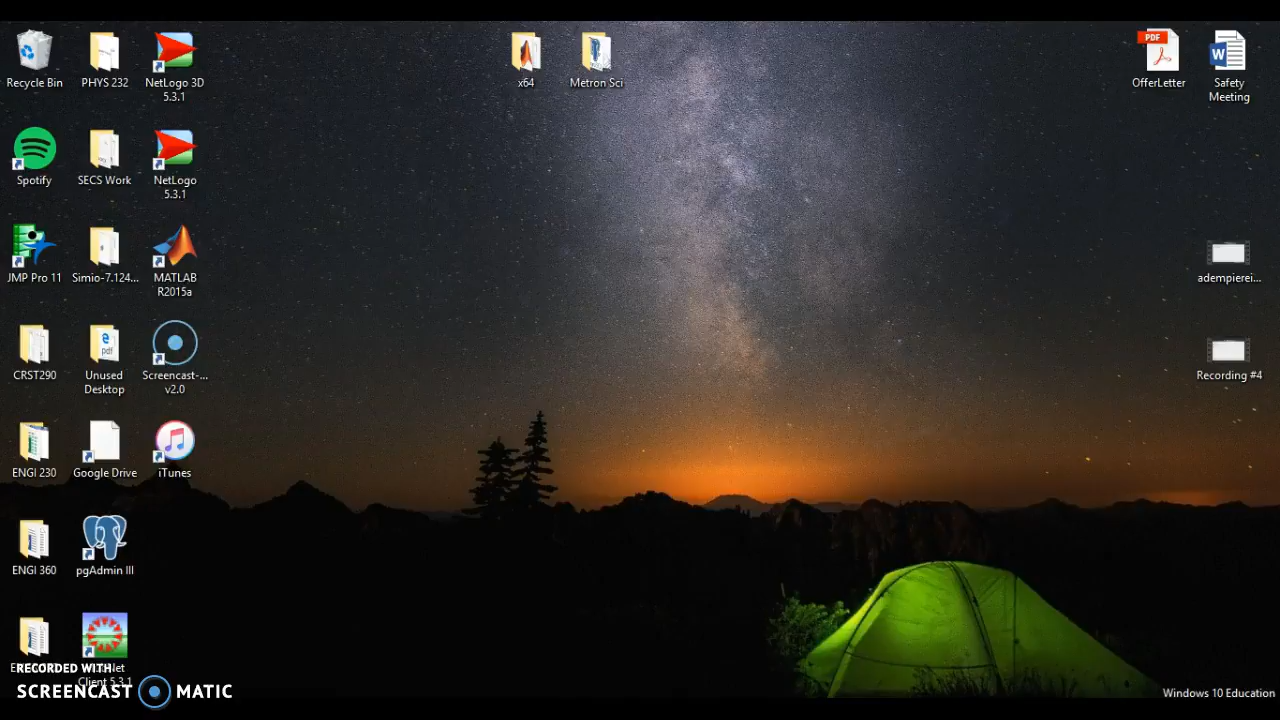 Recycle Bin
PHYS 232
NetLogo 3D
5.3.1
x64
Metron Sci
PDF
OfferLetter
W
Safety
Meeting
Spotify
SECS Work
NetLogo
5.3.1
JMP Pro 11
Simio-7.124...
MATLAB
R2015a
adempierei...
CRST290
e
pdf
Unused
Desktop
Screencast-...
v2.0
Recording #4
ENGI 230
Google Drive
iTunes
ENGI 360
pgAdmin III
Client 5.3.1
RECORDED WITH
SCREENCAST MATIC
Windows 10 Education